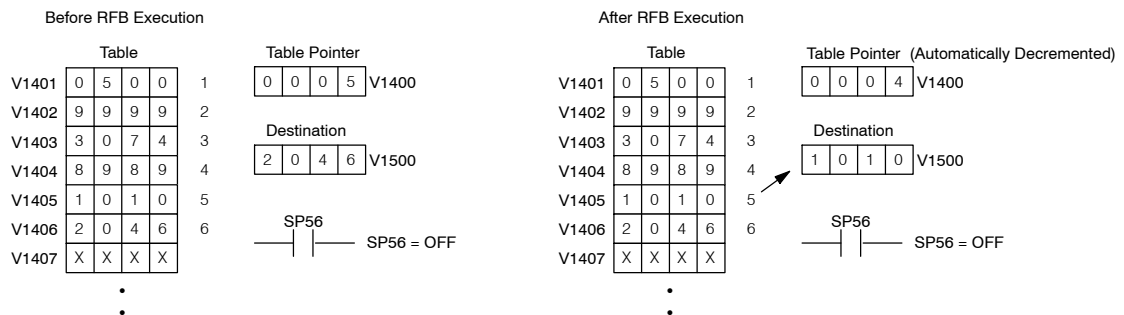 Before RFB Execution
Table
Table Pointer
V1401 0 5 0 0 1
0 0 0 5 V1400
V1402 9 9 9 9 2
Destination
V1403 3 0 7 4 3
2 0 4 6 V1500
V1404 8 9 8 9 4
V1405 1 0 1 0 5
V1406 2 0 4 6 6
SP56
SP56 = OFF
V1407 X X X X
After RFB Execution
Table
Table Pointer (Automatically Decremented)
V1401 0 5 0 0 1
0 0 0 4 V1400
V1402 9 9 9 9 2
Destination
V1403 3 0 7 4 3
1 0 1 0 V1500
V1404 8 9 8 9 4
V1405 1 0 1 0 5
V1406 2 0 4 6 6
SP56
SP56 = OFF
V1407 X X X X